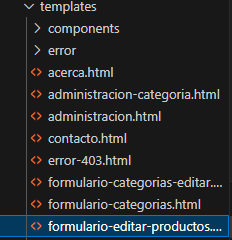 templates
components
error
acerca.html
administracion-categoria.html
administracion.html
contacto.html
error-403.html
formulario-categorias-editar....
formulario-categorias.html
formulario-editar-productos....